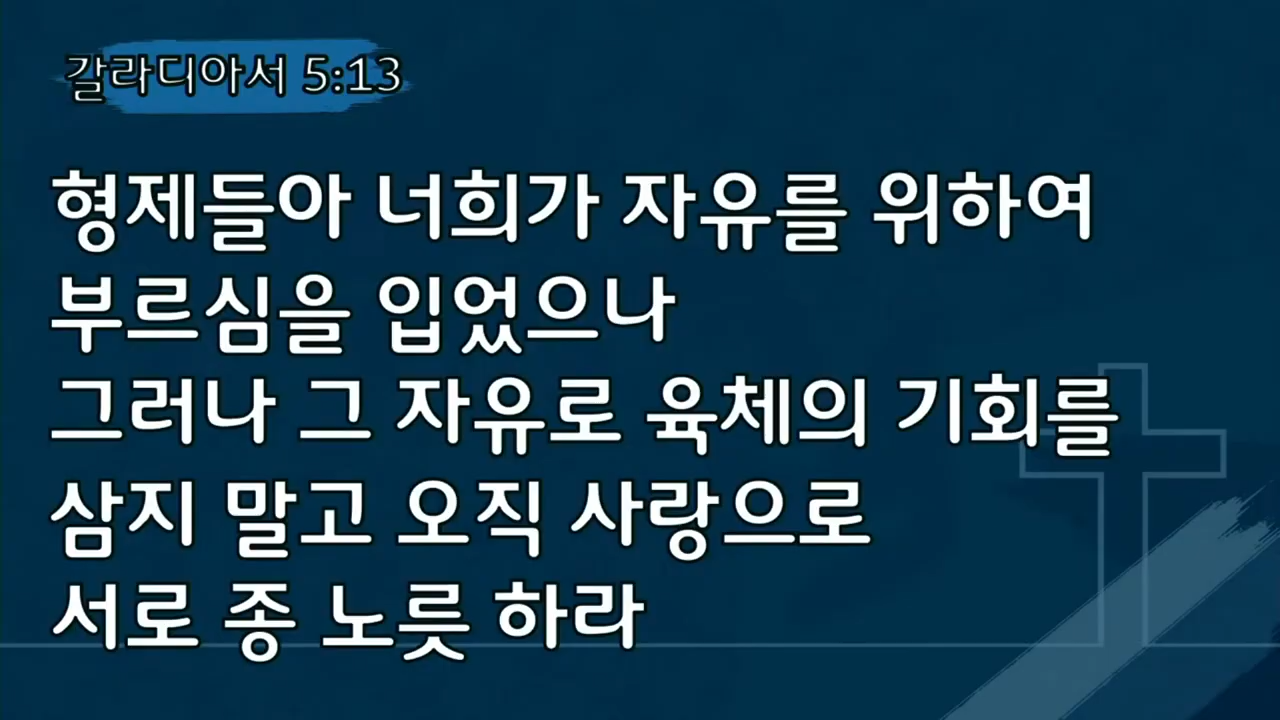 갈라디아서 5:13
형제들아 너희가 자유를 위하여
부르심을 입었으나
그러나 그 자유로 육체의 기회를
삼지 말고 오직 사랑으로
서로 종 노릇 하라